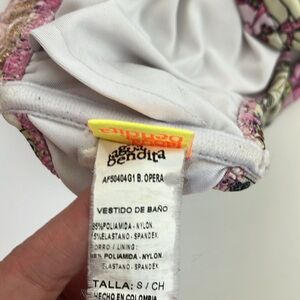 agua
bendita
AF50404G1 B. OPERA
VESTIDO DE BAÑO
85% POLIAMIDA - NYLON.
15% ELASTANO - SPANDEX.
FORRO / LINING:
% POLIAMIDA - NYLON.
ELASTANO - SPANDEX.
TALLA: S / CH
HECHO EN COLOMBIA